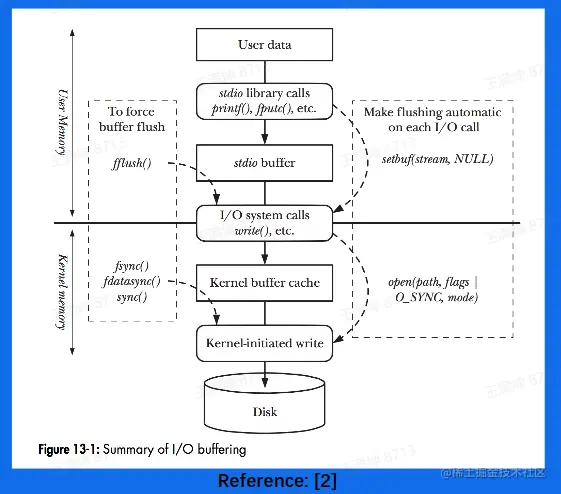 User data
User Memory
stdio library calls
printf(), fputc(), etc.
To force
buffer flush
Make flushing automatic
on each I/O call
fflush()
stdio buffer
setbuf(stream, NULL)
I/O system calls
write(), etc.
Kernel memory
fsync()
fdatasync()
sync()
Kernel buffer cache
open(path, flags |
O_SYNC, mode)
Kernel-initiated write
Disk
Figure 13-1: Summary of I/O buffering
8713
@稀土掘金技术社区
Reference: [2]